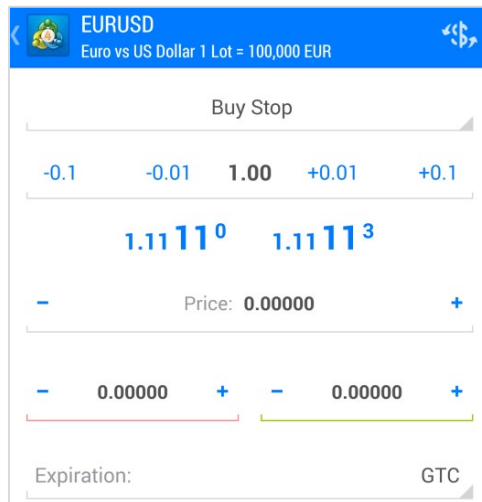 EURUSD
Euro vs US Dollar 1 Lot = 100,000 EUR
Buy Stop
-0.1 -0.01 1.00 +0.01 +0.1
1.11110 1.11113
− Price: 0.00000 +
− 0.00000 + − 0.00000 +
Expiration: GTC